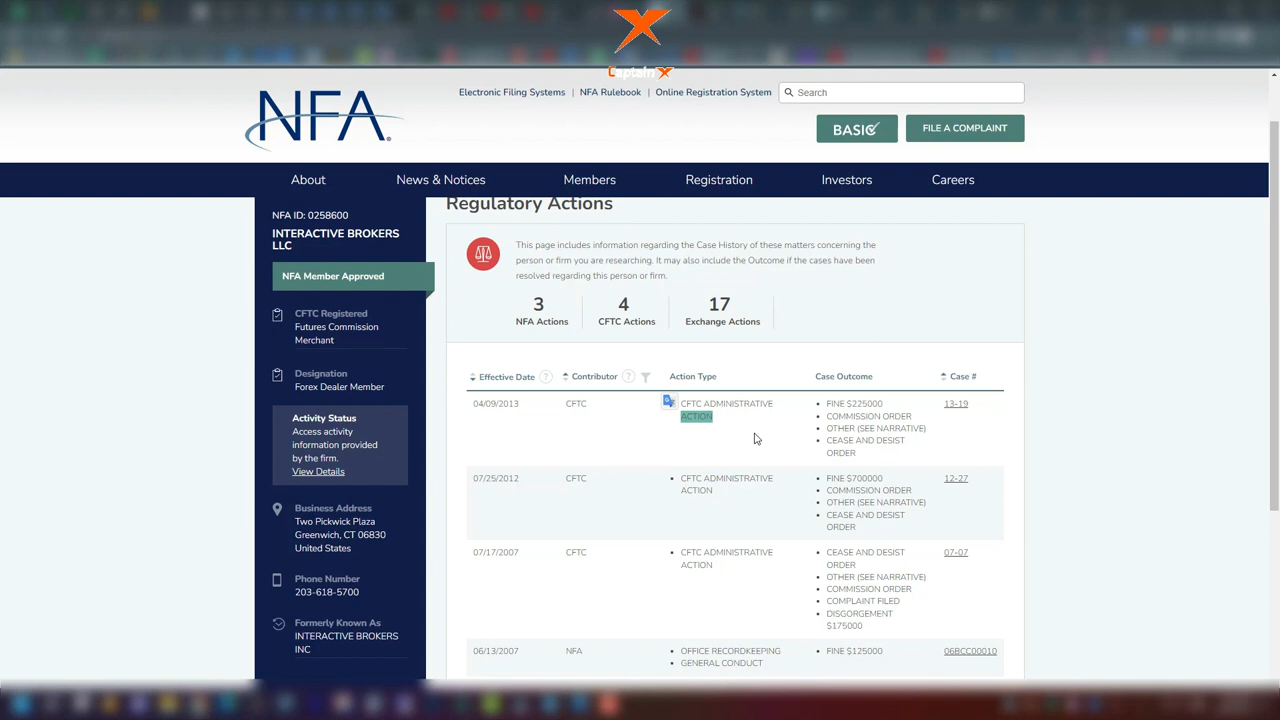 Captain X
Electronic Filing Systems | NFA Rulebook | Online Registration System
Search
NFA®
BASIC
FILE A COMPLAINT
About
News & Notices
Members
Registration
Investors
Careers
NFA ID: 0258600
INTERACTIVE BROKERS
LLC
NFA Member Approved
CFTC Registered
Futures Commission
Merchant
Designation
Forex Dealer Member
Activity Status
Access activity
information provided
by the firm.
View Details
Business Address
Two Pickwick Plaza
Greenwich, CT 06830
United States
Phone Number
203-618-5700
Formerly Known As
INTERACTIVE BROKERS
INC
Regulatory Actions
This page includes information regarding the Case History of these matters concerning the
person or firm you are researching. It may also include the Outcome if the cases have been
resolved regarding this person or firm.
3
NFA Actions
4
CFTC Actions
17
Exchange Actions
Effective Date ? Contributor ? Action Type Case Outcome Case #
04/09/2013 CFTC
CFTC ADMINISTRATIVE
ACTION
FINE $225000
COMMISSION ORDER
OTHER (SEE NARRATIVE)
CEASE AND DESIST
ORDER
13-19
07/25/2012 CFTC
CFTC ADMINISTRATIVE
ACTION
FINE $700000
COMMISSION ORDER
OTHER (SEE NARRATIVE)
CEASE AND DESIST
ORDER
12-27
07/17/2007 CFTC
CFTC ADMINISTRATIVE
ACTION
CEASE AND DESIST
ORDER
OTHER (SEE NARRATIVE)
COMMISSION ORDER
COMPLAINT FILED
DISGORGEMENT
$175000
07-07
06/13/2007 NFA
OFFICE RECORDKEEPING
GENERAL CONDUCT
FINE $125000
06BCC00010